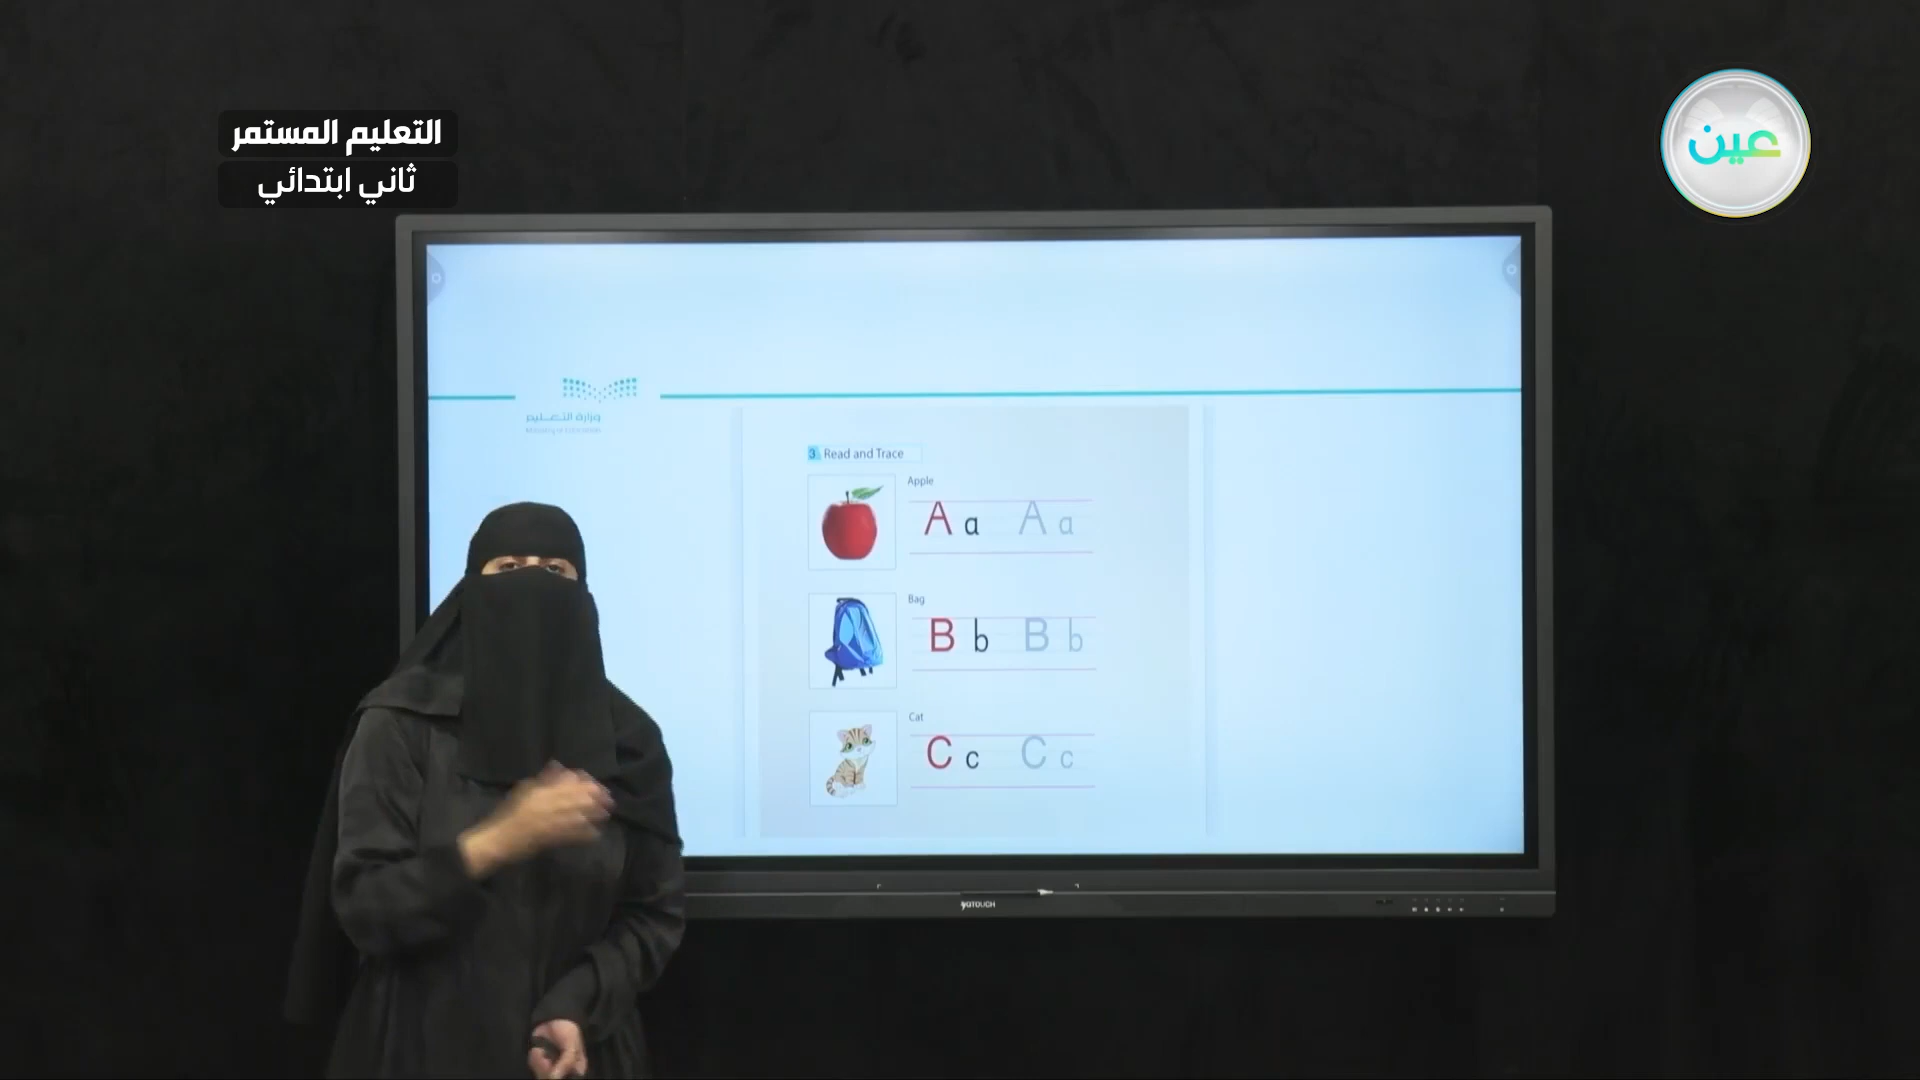 التعليم المستمر
ثاني ابتدائي
عين
وزارة التعليم
3. Read and Trace
Apple
A a A a
Bag
B b B b
Cat
C c C c